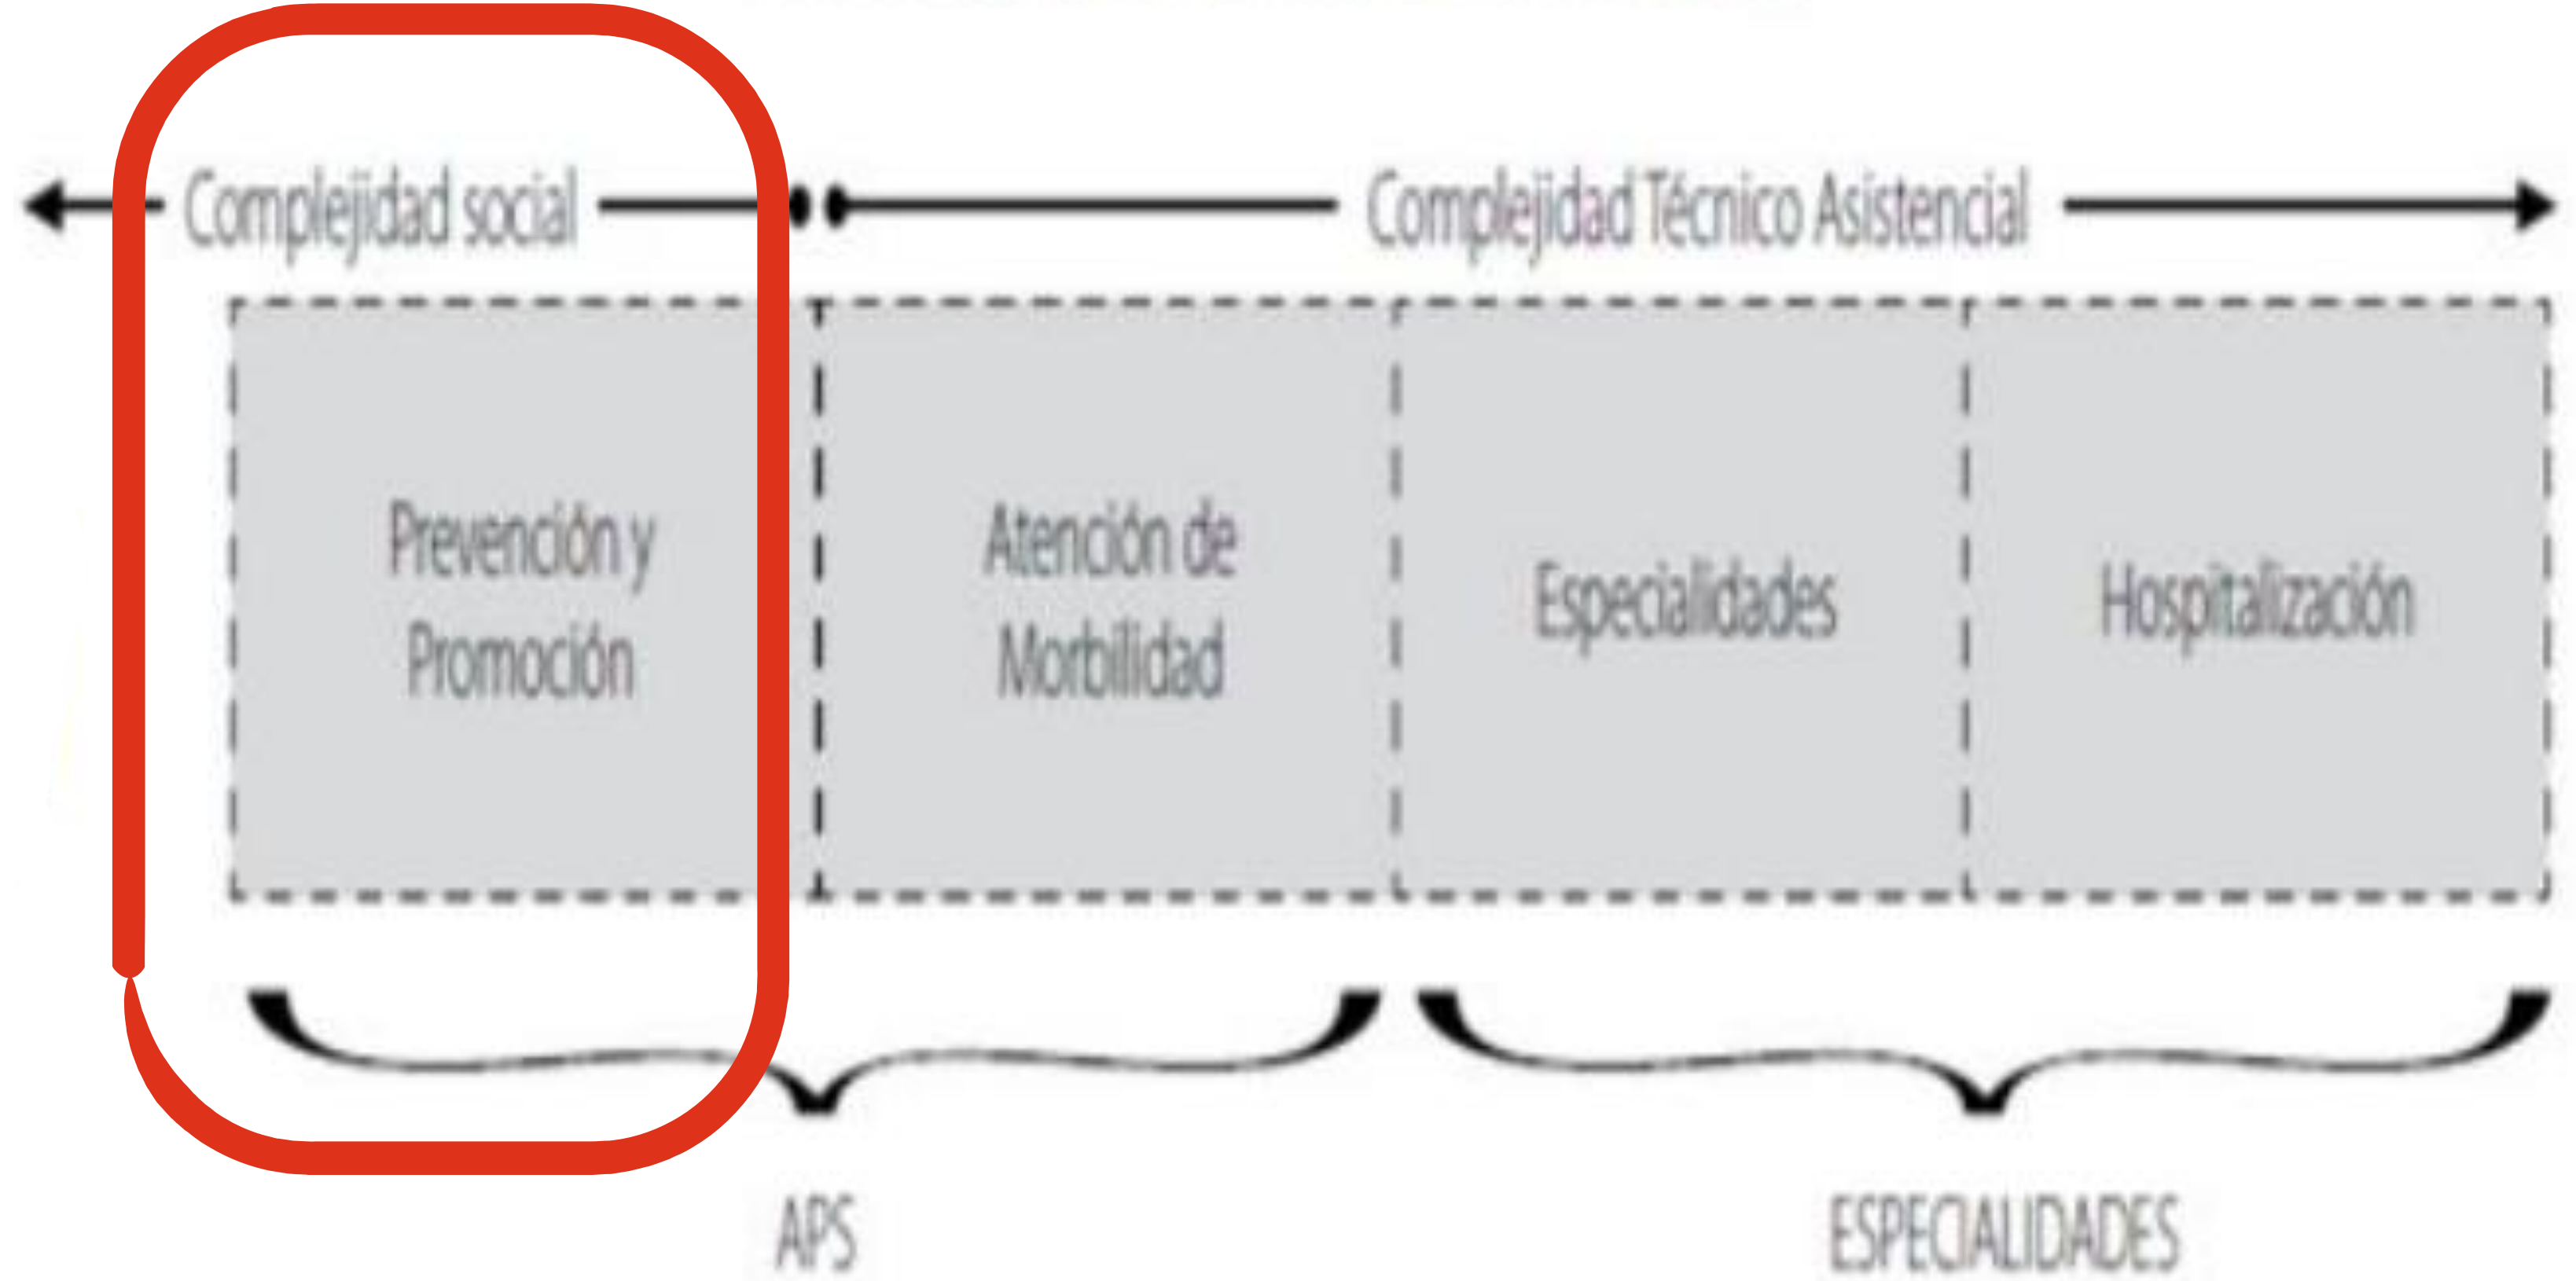 Complejidad social
Complejidad Técnico Asistencial
Prevención y
Promoción
Atención de
Morbilidad
Especialidades
Hospitalización
APS
ESPECIALIDADES